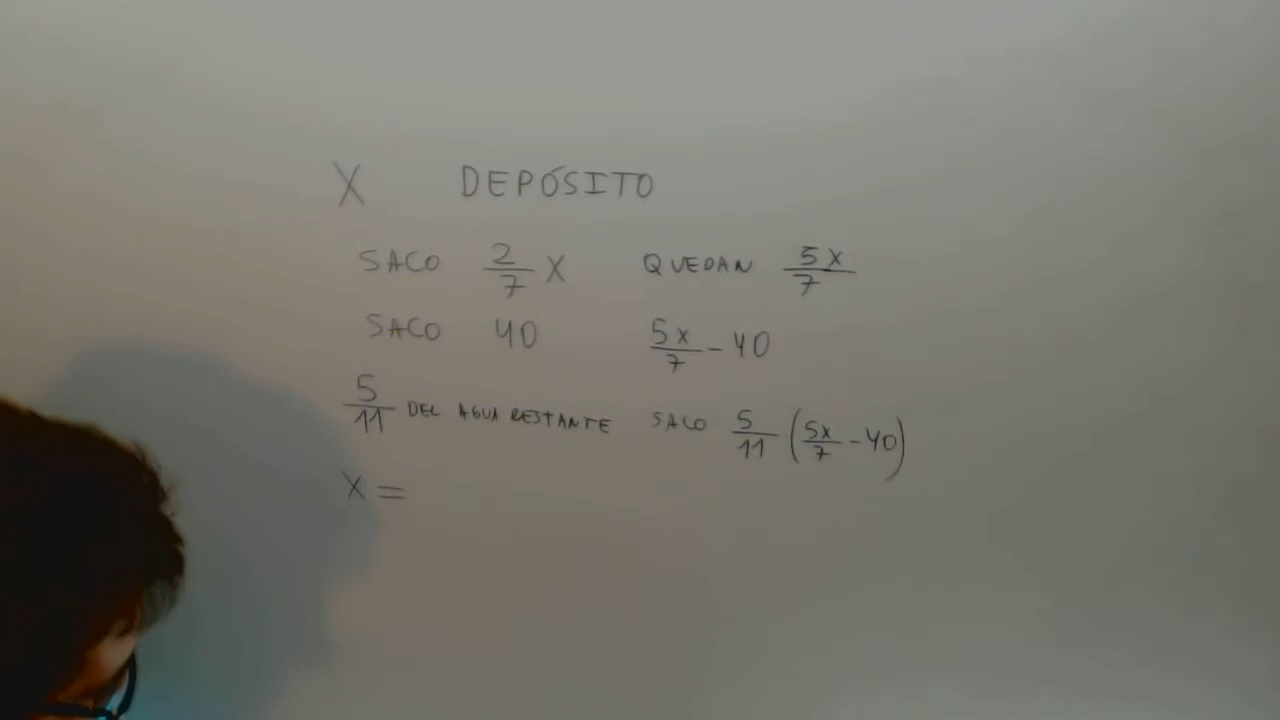 X DEPÓSITO
SACO 2/7 X QUEDAN 5X/7
SACO 40 5X/7 - 40
5/11 DEL AGUA RESTANTE SACO 5/11 (5X/7 - 40)
X =